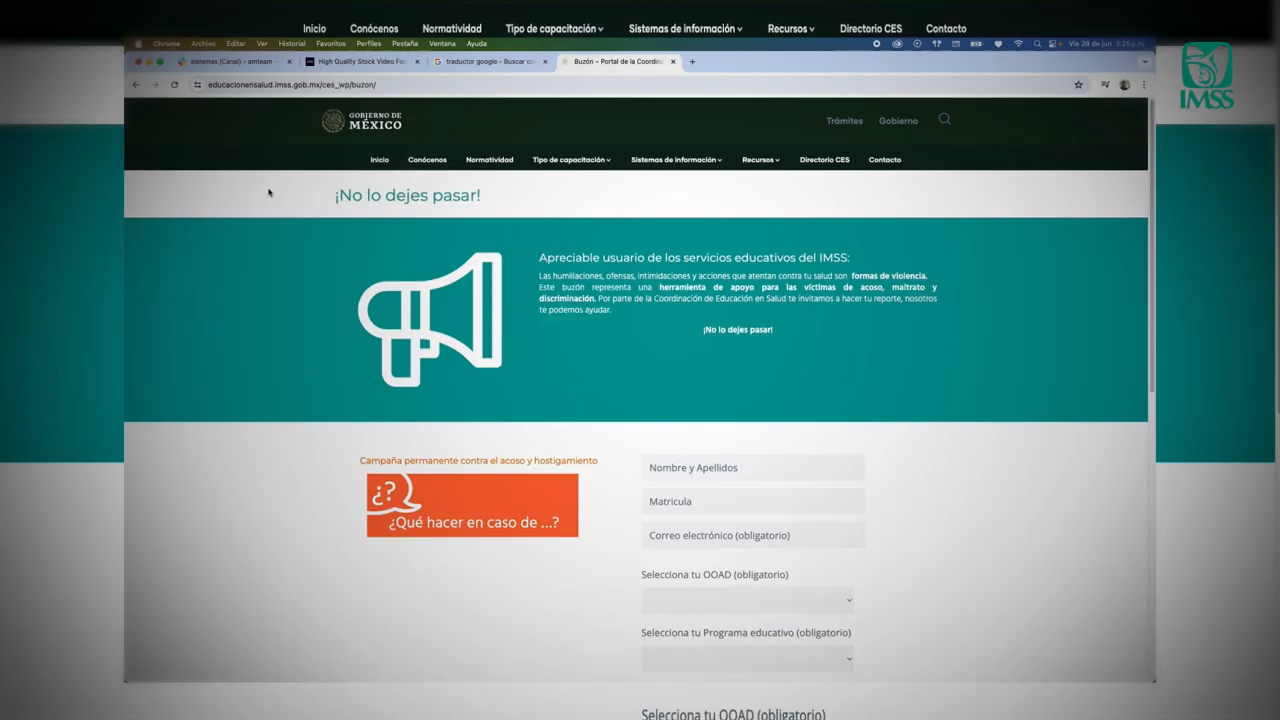 Inicio Conócenos Normatividad Tipo de capacitación Sistemas de información Recursos Directorio CES Contacto
Chrome Archivo Editar Ver Historial Favoritos Perfiles Pestaña Ventana Ayuda Vie 28 de jun 3:25 p.m.
sistemas (Canal) – amteam - High Quality Stock Video Foo traductor google - Buscar co Buzón – Portal de la Coordin
educacionensalud.imss.gob.mx/ces_wp/buzon/
IMSS
GOBIERNO DE
MÉXICO
Trámites Gobierno
Inicio Conócenos Normatividad Tipo de capacitación Sistemas de información Recursos Directorio CES Contacto
¡No lo dejes pasar!
Apreciable usuario de los servicios educativos del IMSS:
Las humillaciones, ofensas, intimidaciones y acciones que atentan contra tu salud son formas de violencia.
Este buzón representa una herramienta de apoyo para las víctimas de acoso, maltrato y
discriminación. Por parte de la Coordinación de Educación en Salud te invitamos a hacer tu reporte, nosotros
te podemos ayudar.
¡No lo dejes pasar!
Campaña permanente contra el acoso y hostigamiento
¿?
¿Qué hacer en caso de ...?
Nombre y Apellidos
Matricula
Correo electrónico (obligatorio)
Selecciona tu OOAD (obligatorio)
Selecciona tu Programa educativo (obligatorio)
Selecciona tu OOAD (obligatorio)